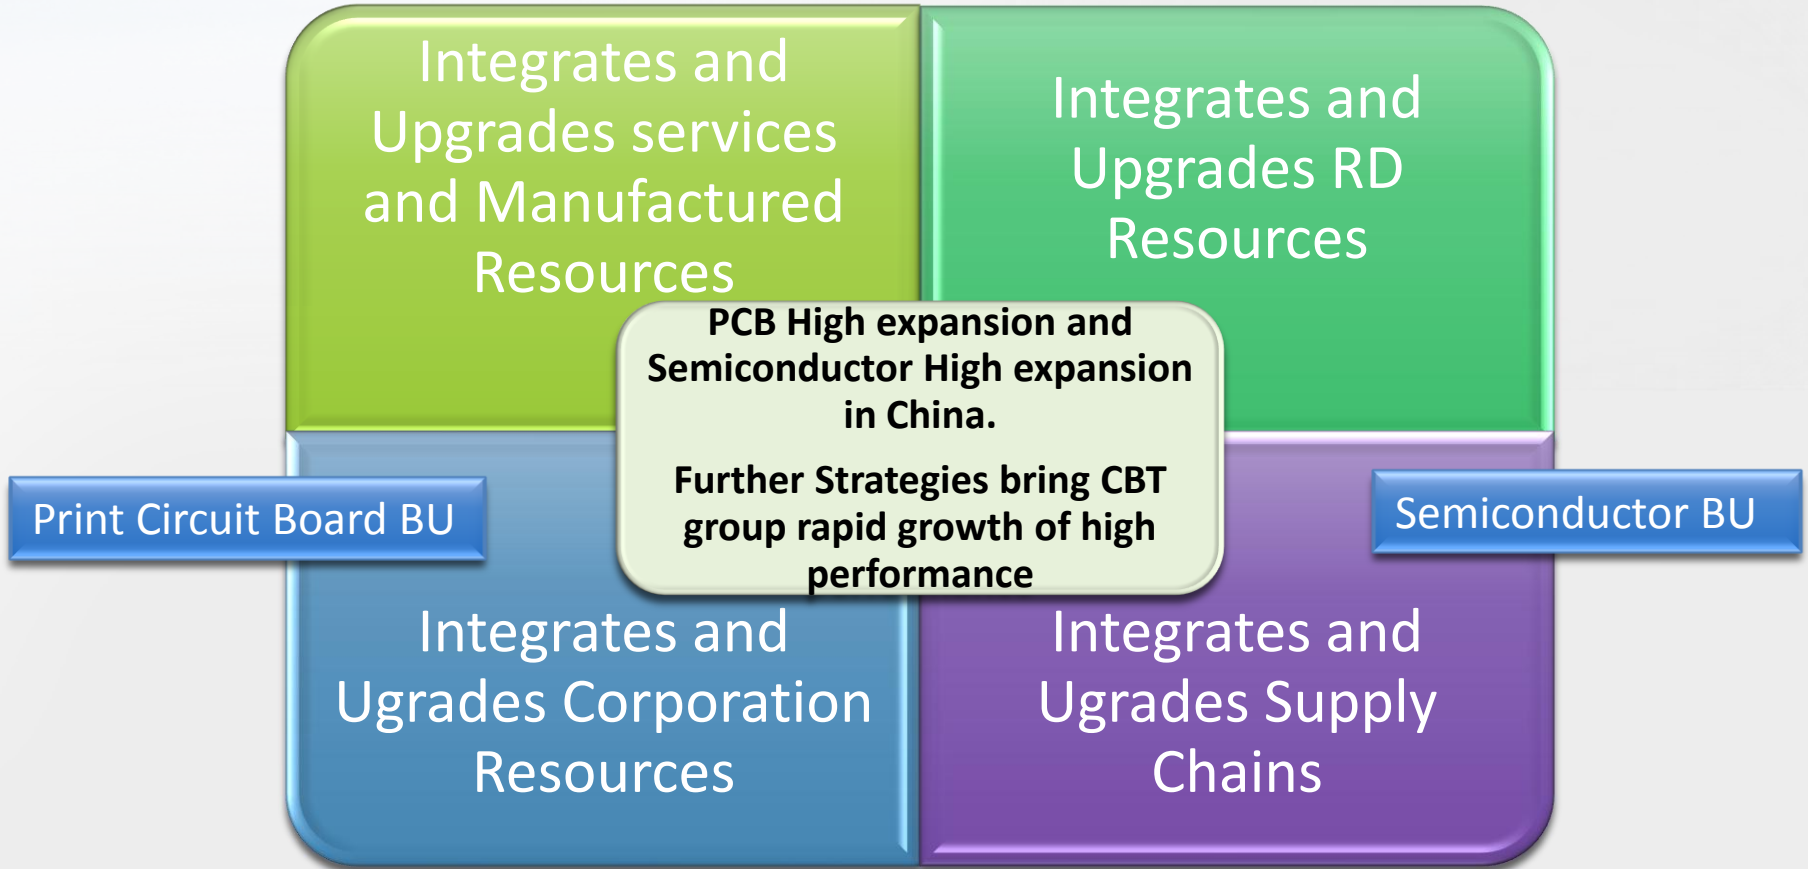 Integrates and
Upgrades services
and Manufactured
Resources
Integrates and
Upgrades RD
Resources
PCB High expansion and
Semiconductor High expansion
in China.
Further Strategies bring CBT
group rapid growth of high
performance
Print Circuit Board BU
Semiconductor BU
Integrates and
Ugrades Corporation
Resources
Integrates and
Ugrades Supply
Chains